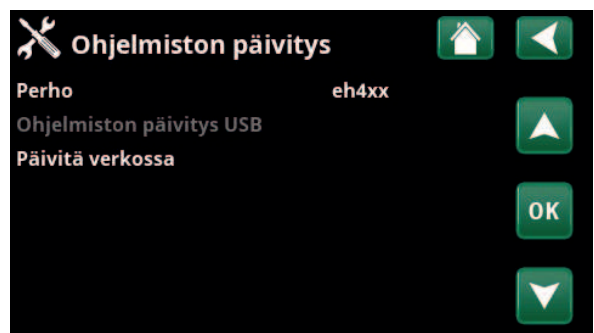 Ohjelmiston päivitys
Perho eh4xx
Ohjelmiston päivitys USB
Päivitä verkossa
OK